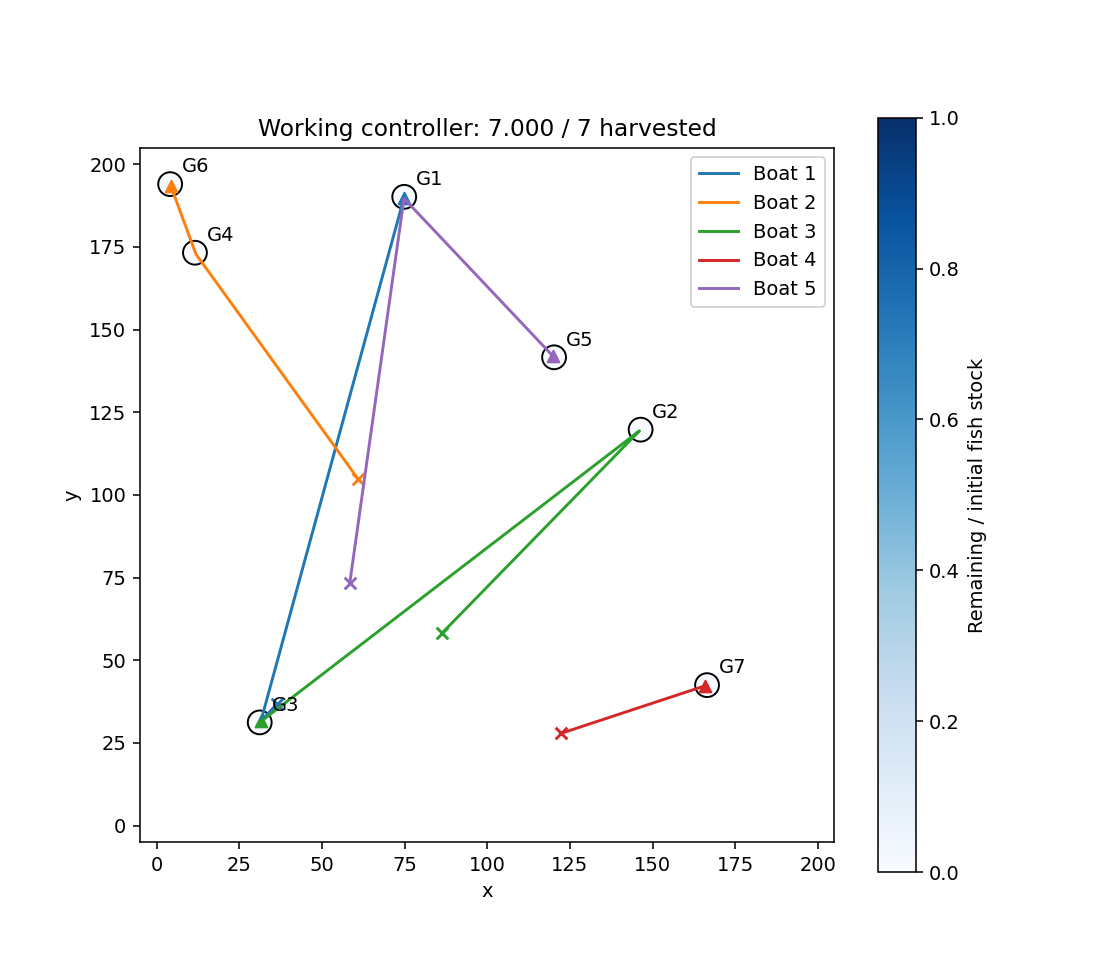 Working controller: 7.000 / 7 harvested
Boat 1
Boat 2
Boat 3
Boat 4
Boat 5
G6
G1
G4
G5
G2
G7
G3
200
175
150
125
100
75
50
25
0
y
0
25
50
75
100
125
150
175
200
x
1.0
0.8
0.6
0.4
0.2
0.0
Remaining / initial fish stock